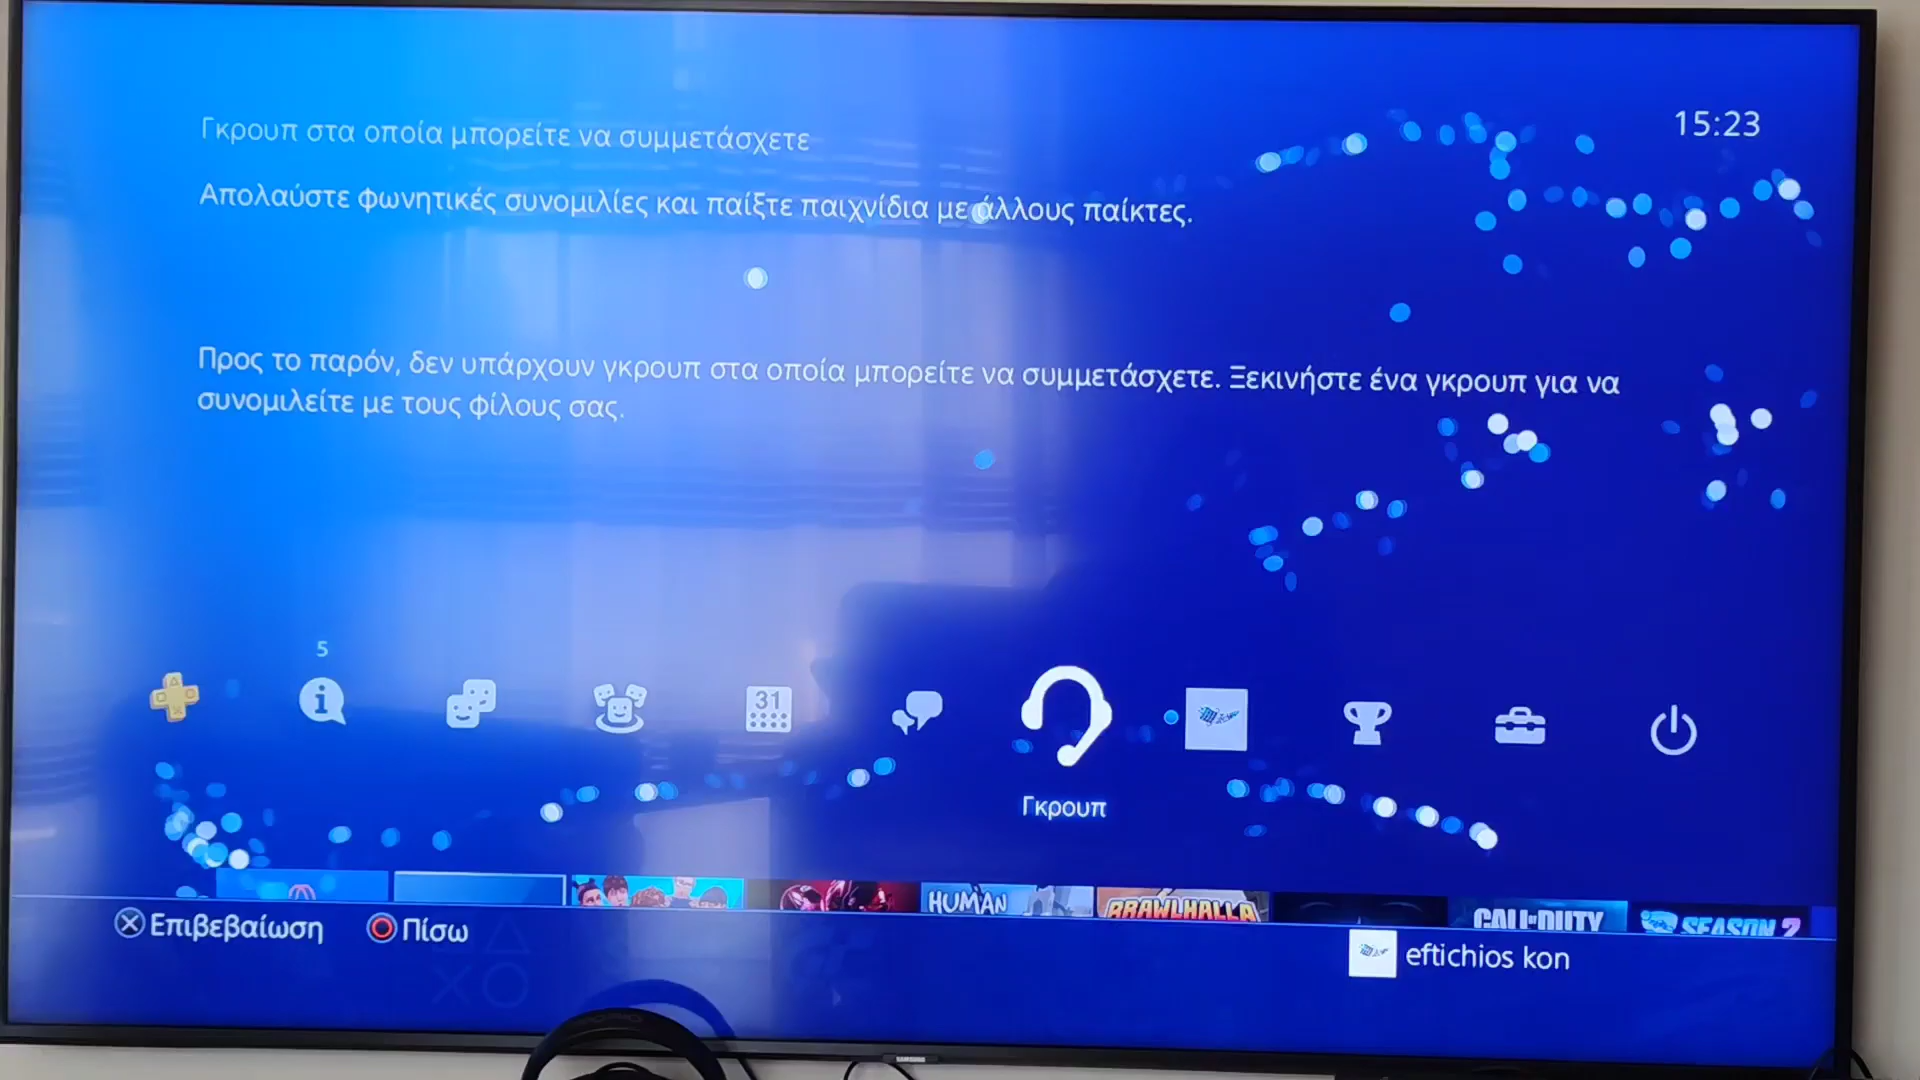 Γκρουπ στα οποία μπορείτε να συμμετάσχετε
15:23
Απολαύστε φωνητικές συνομιλίες και παίξτε παιχνίδια με άλλους παίκτες.
Προς το παρόν, δεν υπάρχουν γκρουπ στα οποία μπορείτε να συμμετάσχετε. Ξεκινήστε ένα γκρουπ για να
συνομιλείτε με τους φίλους σας.
5
31
Γκρουπ
HUMAN
BRAWLHALLA
CALL OF DUTY
SEASON 2
Επιβεβαίωση
Πίσω
eftichios kon
SAMSUNG